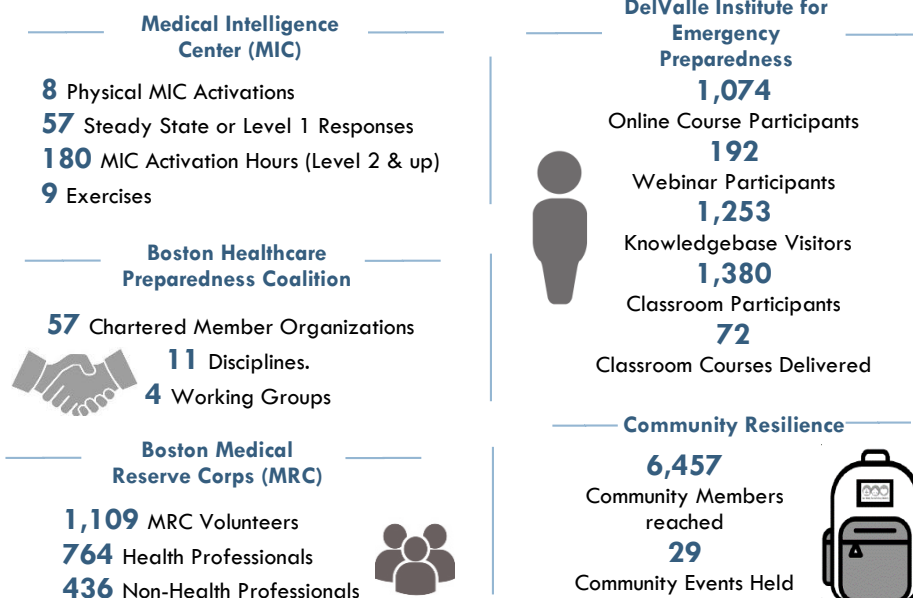 Medical Intelligence
Center (MIC)
8 Physical MIC Activations
57 Steady State or Level 1 Responses
180 MIC Activation Hours (Level 2 & up)
9 Exercises
Boston Healthcare
Preparedness Coalition
57 Chartered Member Organizations
11 Disciplines.
4 Working Groups
Boston Medical
Reserve Corps (MRC)
1,109 MRC Volunteers
764 Health Professionals
436 Non-Health Professionals
DelValle Institute for
Emergency
Preparedness
1,074
Online Course Participants
192
Webinar Participants
1,253
Knowledgebase Visitors
1,380
Classroom Participants
72
Classroom Courses Delivered
Community Resilience
6,457
Community Members
reached
29
Community Events Held